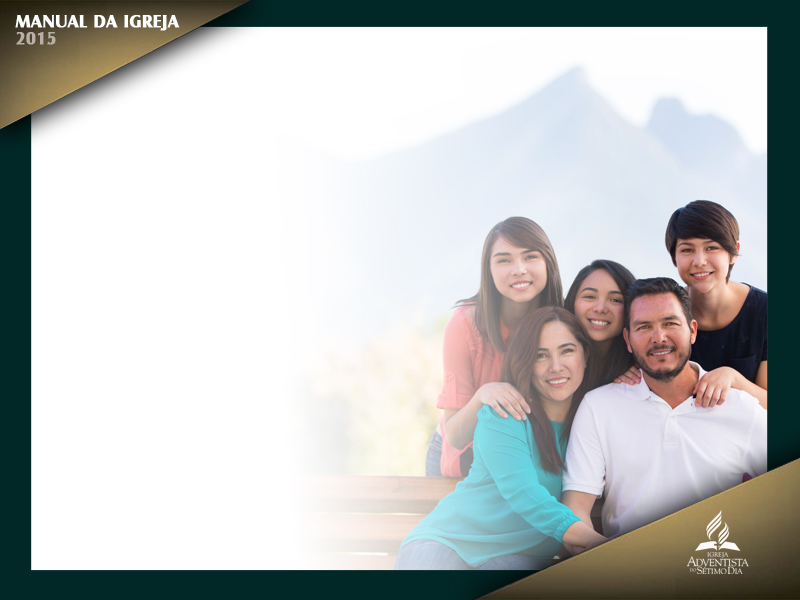 MANUAL DA IGREJA
2015
IGREJA
ADVENTISTA
DO SÉTIMO DIA